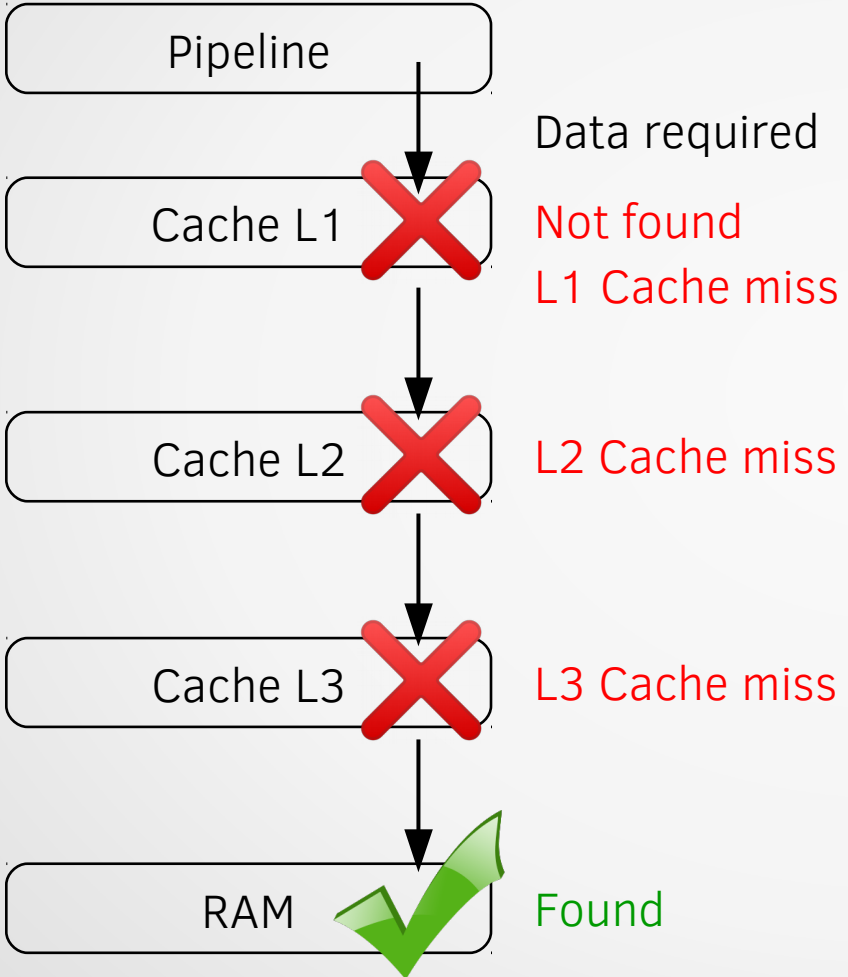 Pipeline
Data required
Cache L1
Not found
L1 Cache miss
Cache L2
L2 Cache miss
Cache L3
L3 Cache miss
RAM
Found